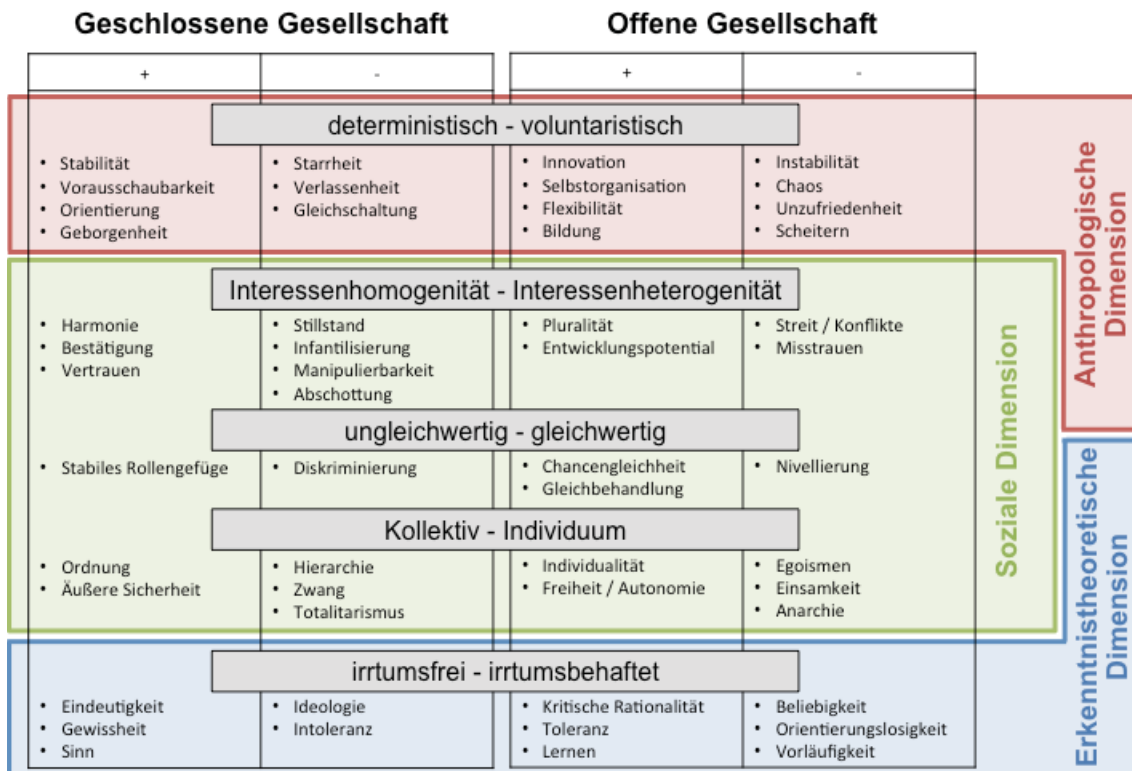 Geschlossene Gesellschaft
Offene Gesellschaft
+
-
+
-
deterministisch - voluntaristisch
• Stabilität
• Vorausschaubarkeit
• Orientierung
• Geborgenheit
• Starrheit
• Verlassenheit
• Gleichschaltung
• Innovation
• Selbstorganisation
• Flexibilität
• Bildung
• Instabilität
• Chaos
• Unzufriedenheit
• Scheitern
Interessenhomogenität - Interessenheterogenität
• Harmonie
• Bestätigung
• Vertrauen
• Stillstand
• Infantilisierung
• Manipulierbarkeit
• Abschottung
• Pluralität
• Entwicklungspotential
• Streit / Konflikte
• Misstrauen
ungleichwertig - gleichwertig
• Stabiles Rollengefüge
• Diskriminierung
• Chancengleichheit
• Gleichbehandlung
• Nivellierung
Kollektiv - Individuum
• Ordnung
• Äußere Sicherheit
• Hierarchie
• Zwang
• Totalitarismus
• Individualität
• Freiheit / Autonomie
• Egoismen
• Einsamkeit
• Anarchie
irrtumsfrei - irrtumsbehaftet
• Eindeutigkeit
• Gewissheit
• Sinn
• Ideologie
• Intoleranz
• Kritische Rationalität
• Toleranz
• Lernen
• Beliebigkeit
• Orientierungslosigkeit
• Vorläufigkeit
Anthropologische
Dimension
Soziale Dimension
Erkenntnistheoretische
Dimension